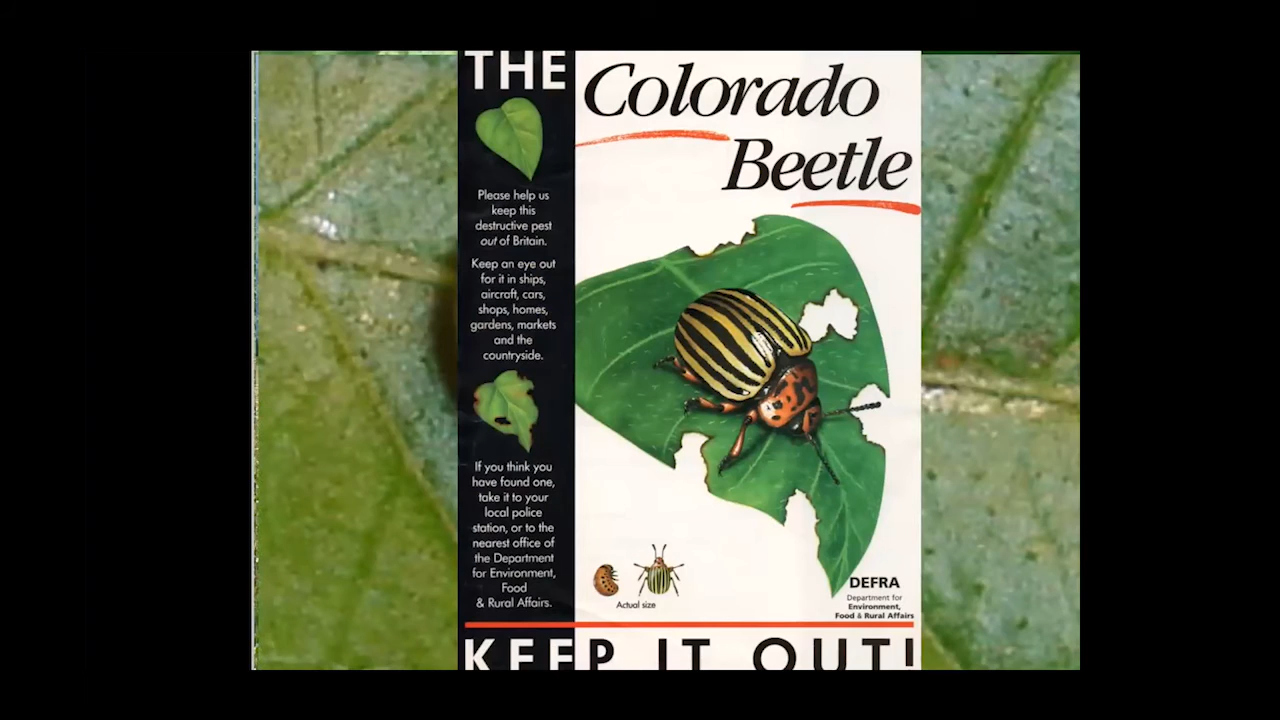 THE
Colorado
Beetle
Please help us
keep this
destructive pest
out of Britain.
Keep an eye out
for it in ships,
aircraft, cars,
shops, homes,
gardens, markets
and the
countryside.
If you think you
have found one,
take it to your
local police
station, or to the
nearest office of
the Department
for Environment,
Food
& Rural Affairs.
Actual size
DEFRA
Department for
Environment,
Food & Rural Affairs
KEEP IT OUT!